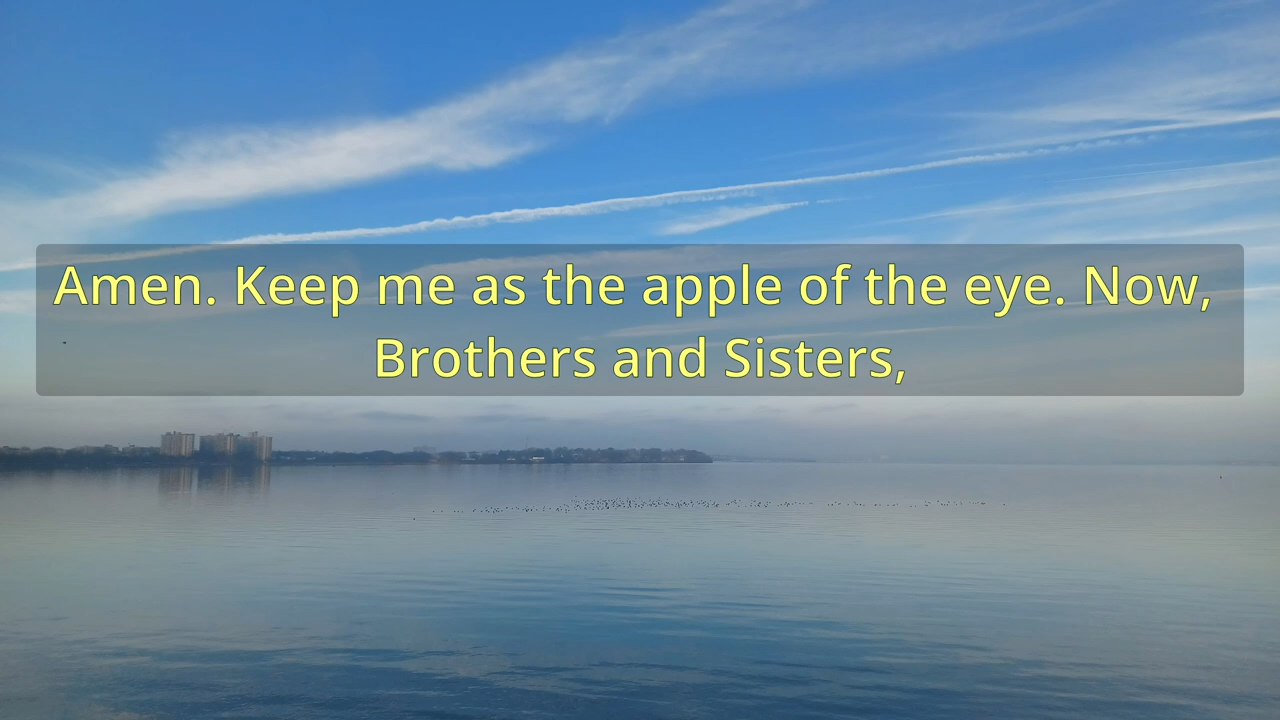 Amen. Keep me as the apple of the eye. Now,
Brothers and Sisters,